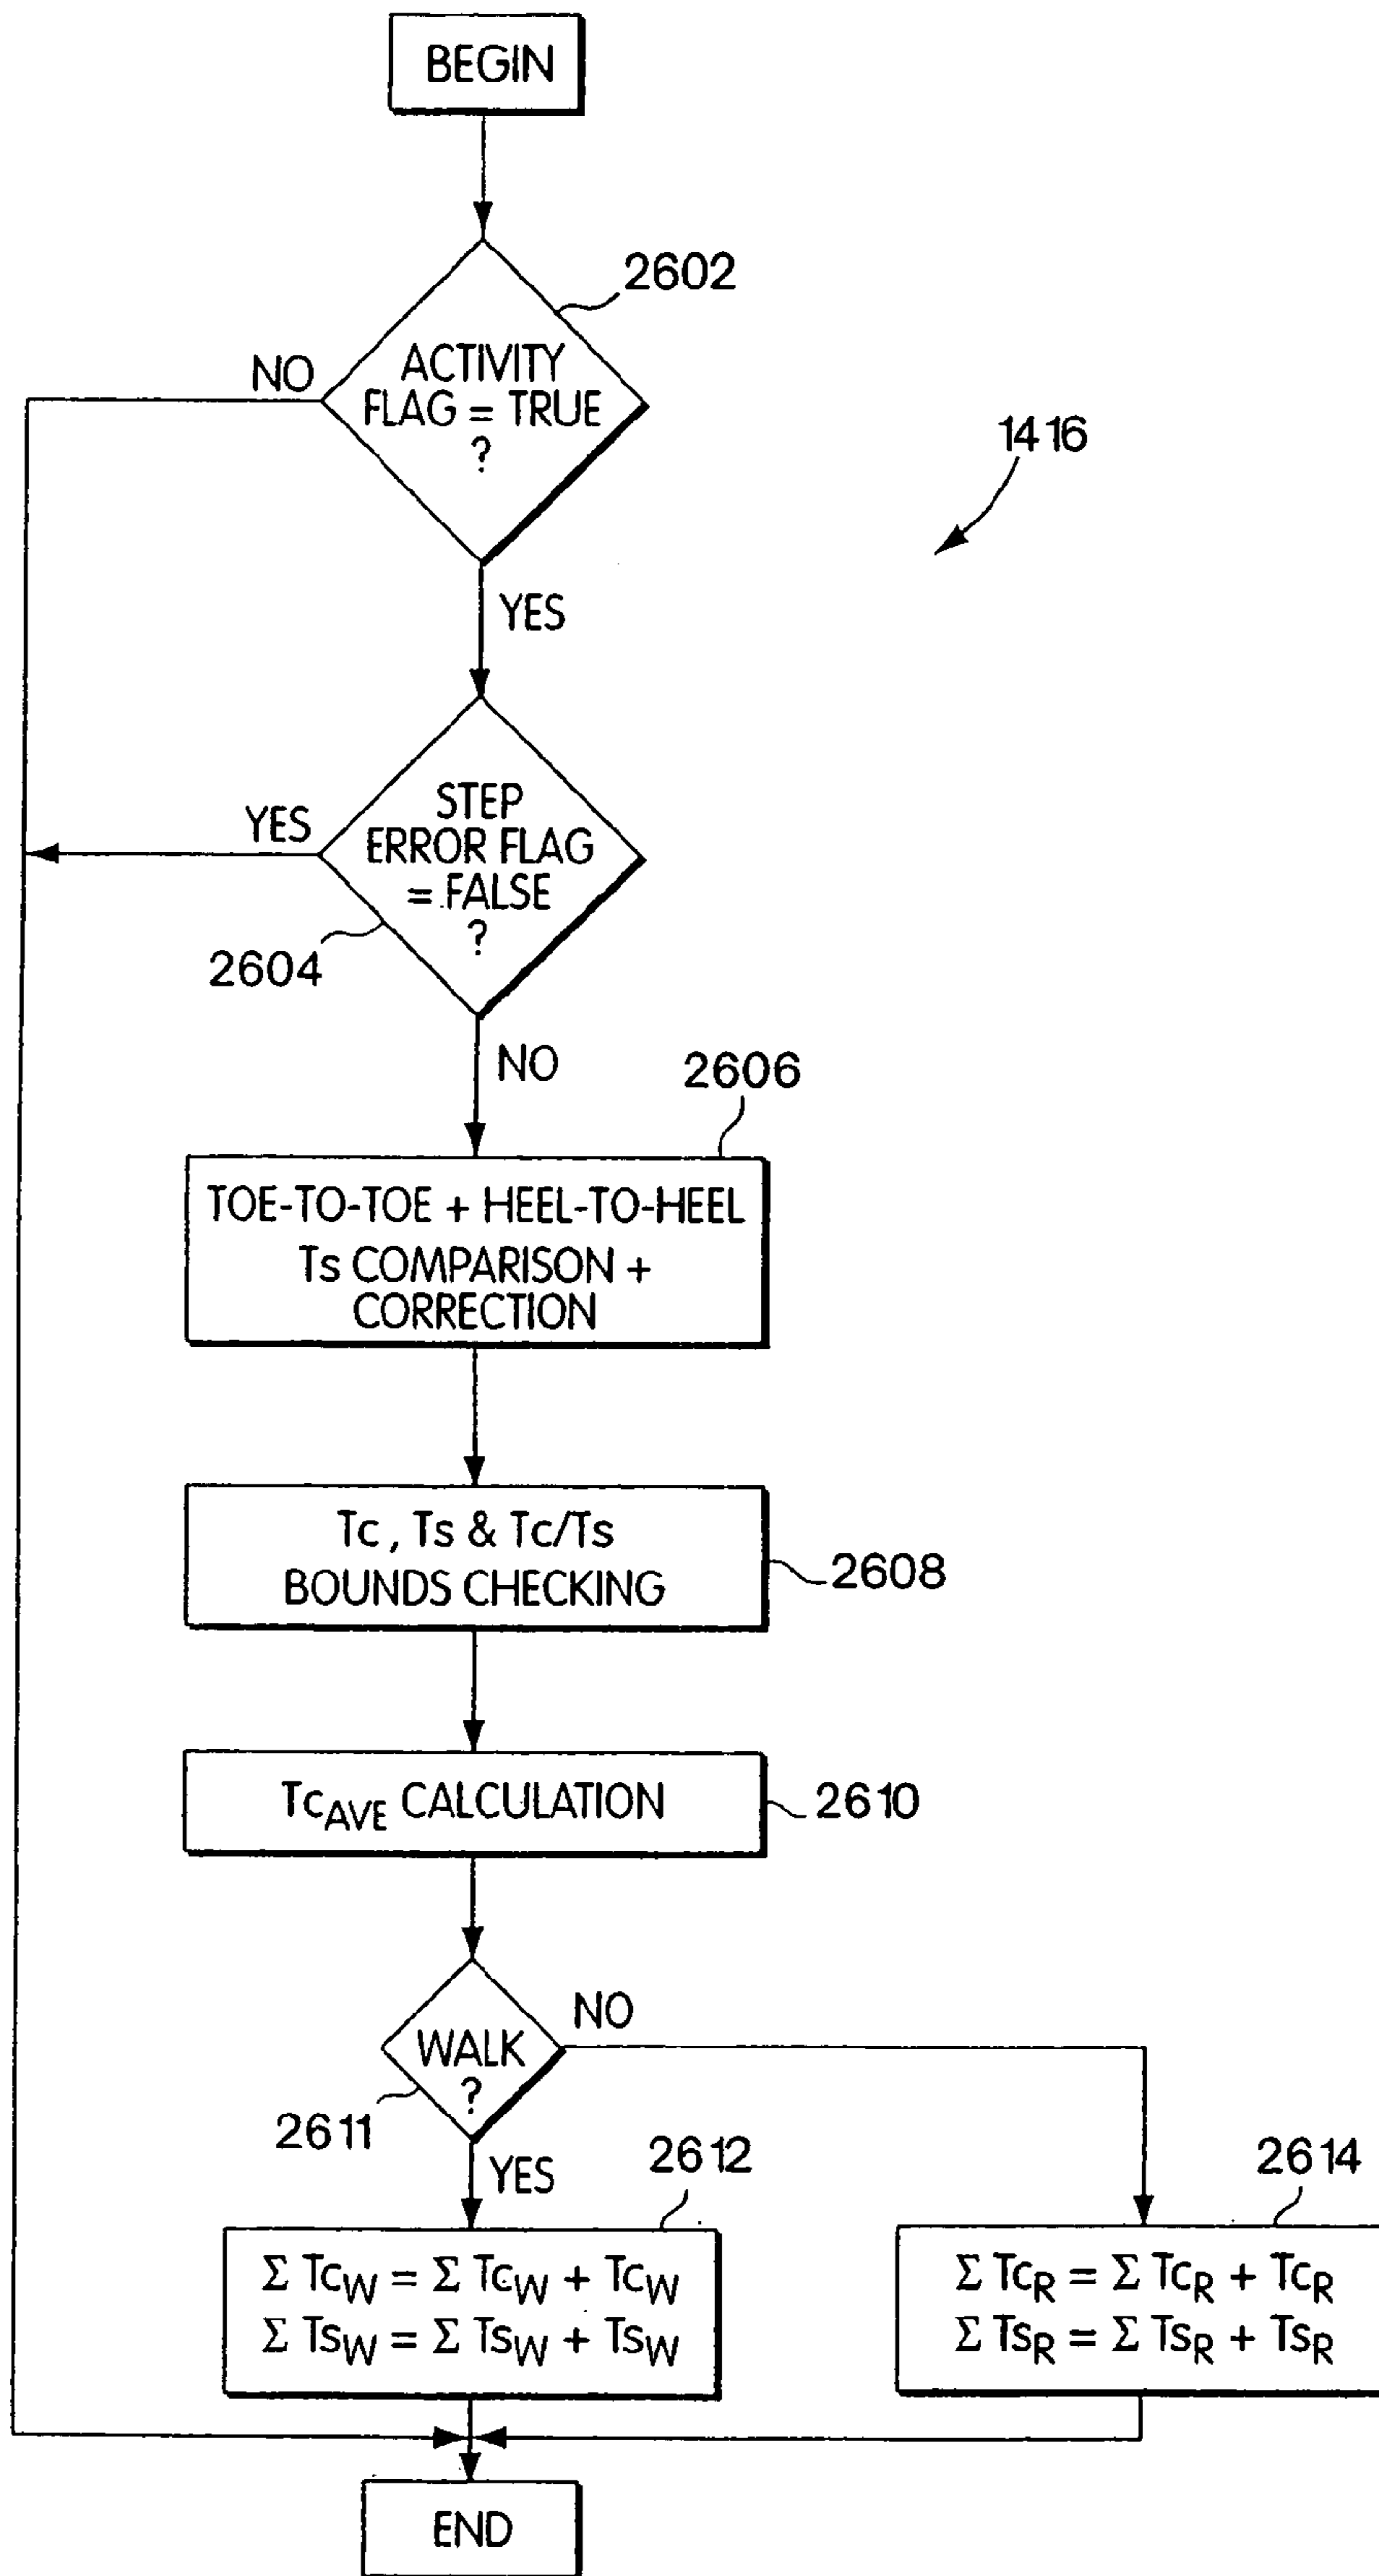 BEGIN
2602
ACTIVITY
FLAG = TRUE
?
NO
1416
YES
STEP
ERROR FLAG
= FALSE
?
YES
2604
NO
2606
TOE-TO-TOE + HEEL-TO-HEEL
Ts COMPARISON +
CORRECTION
Tc , Ts & Tc/Ts
BOUNDS CHECKING
2608
TcAVE CALCULATION
2610
WALK
?
NO
2611
YES
2612
Σ TcW = Σ TcW + TcW
Σ TsW = Σ TsW + TsW
2614
Σ TcR = Σ TcR + TcR
Σ TsR = Σ TsR + TsR
END